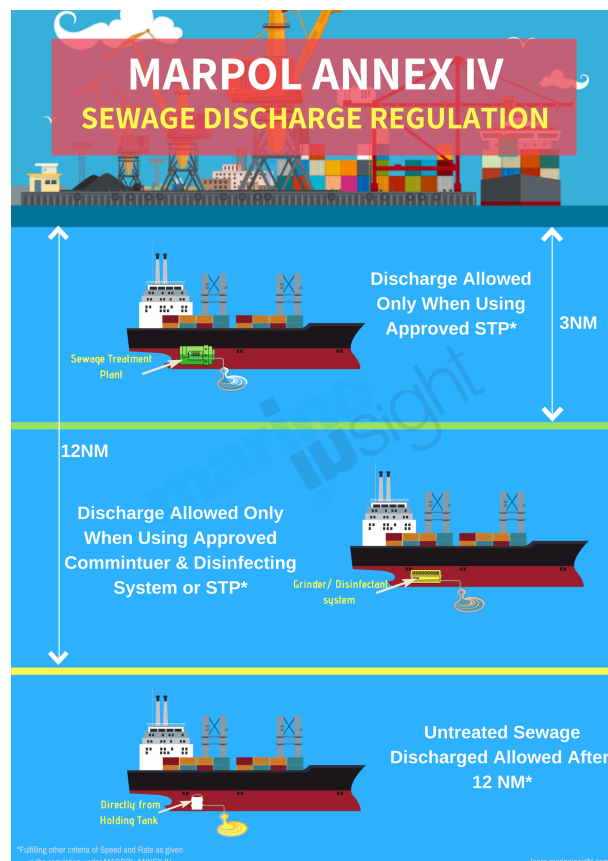 MARPOL ANNEX IV
SEWAGE DISCHARGE REGULATION
Discharge Allowed
Only When Using
Approved STP*
3NM
Sewage Treatment
Plant
marine
insight
12NM
Discharge Allowed Only
When Using Approved
Commintuer & Disinfecting
System or STP*
Grinder/ Disinfectant
system
Untreated Sewage
Discharged Allowed After
12 NM*
Directly from
Holding Tank
*Fulfilling other criteria of Speed and Rate as given